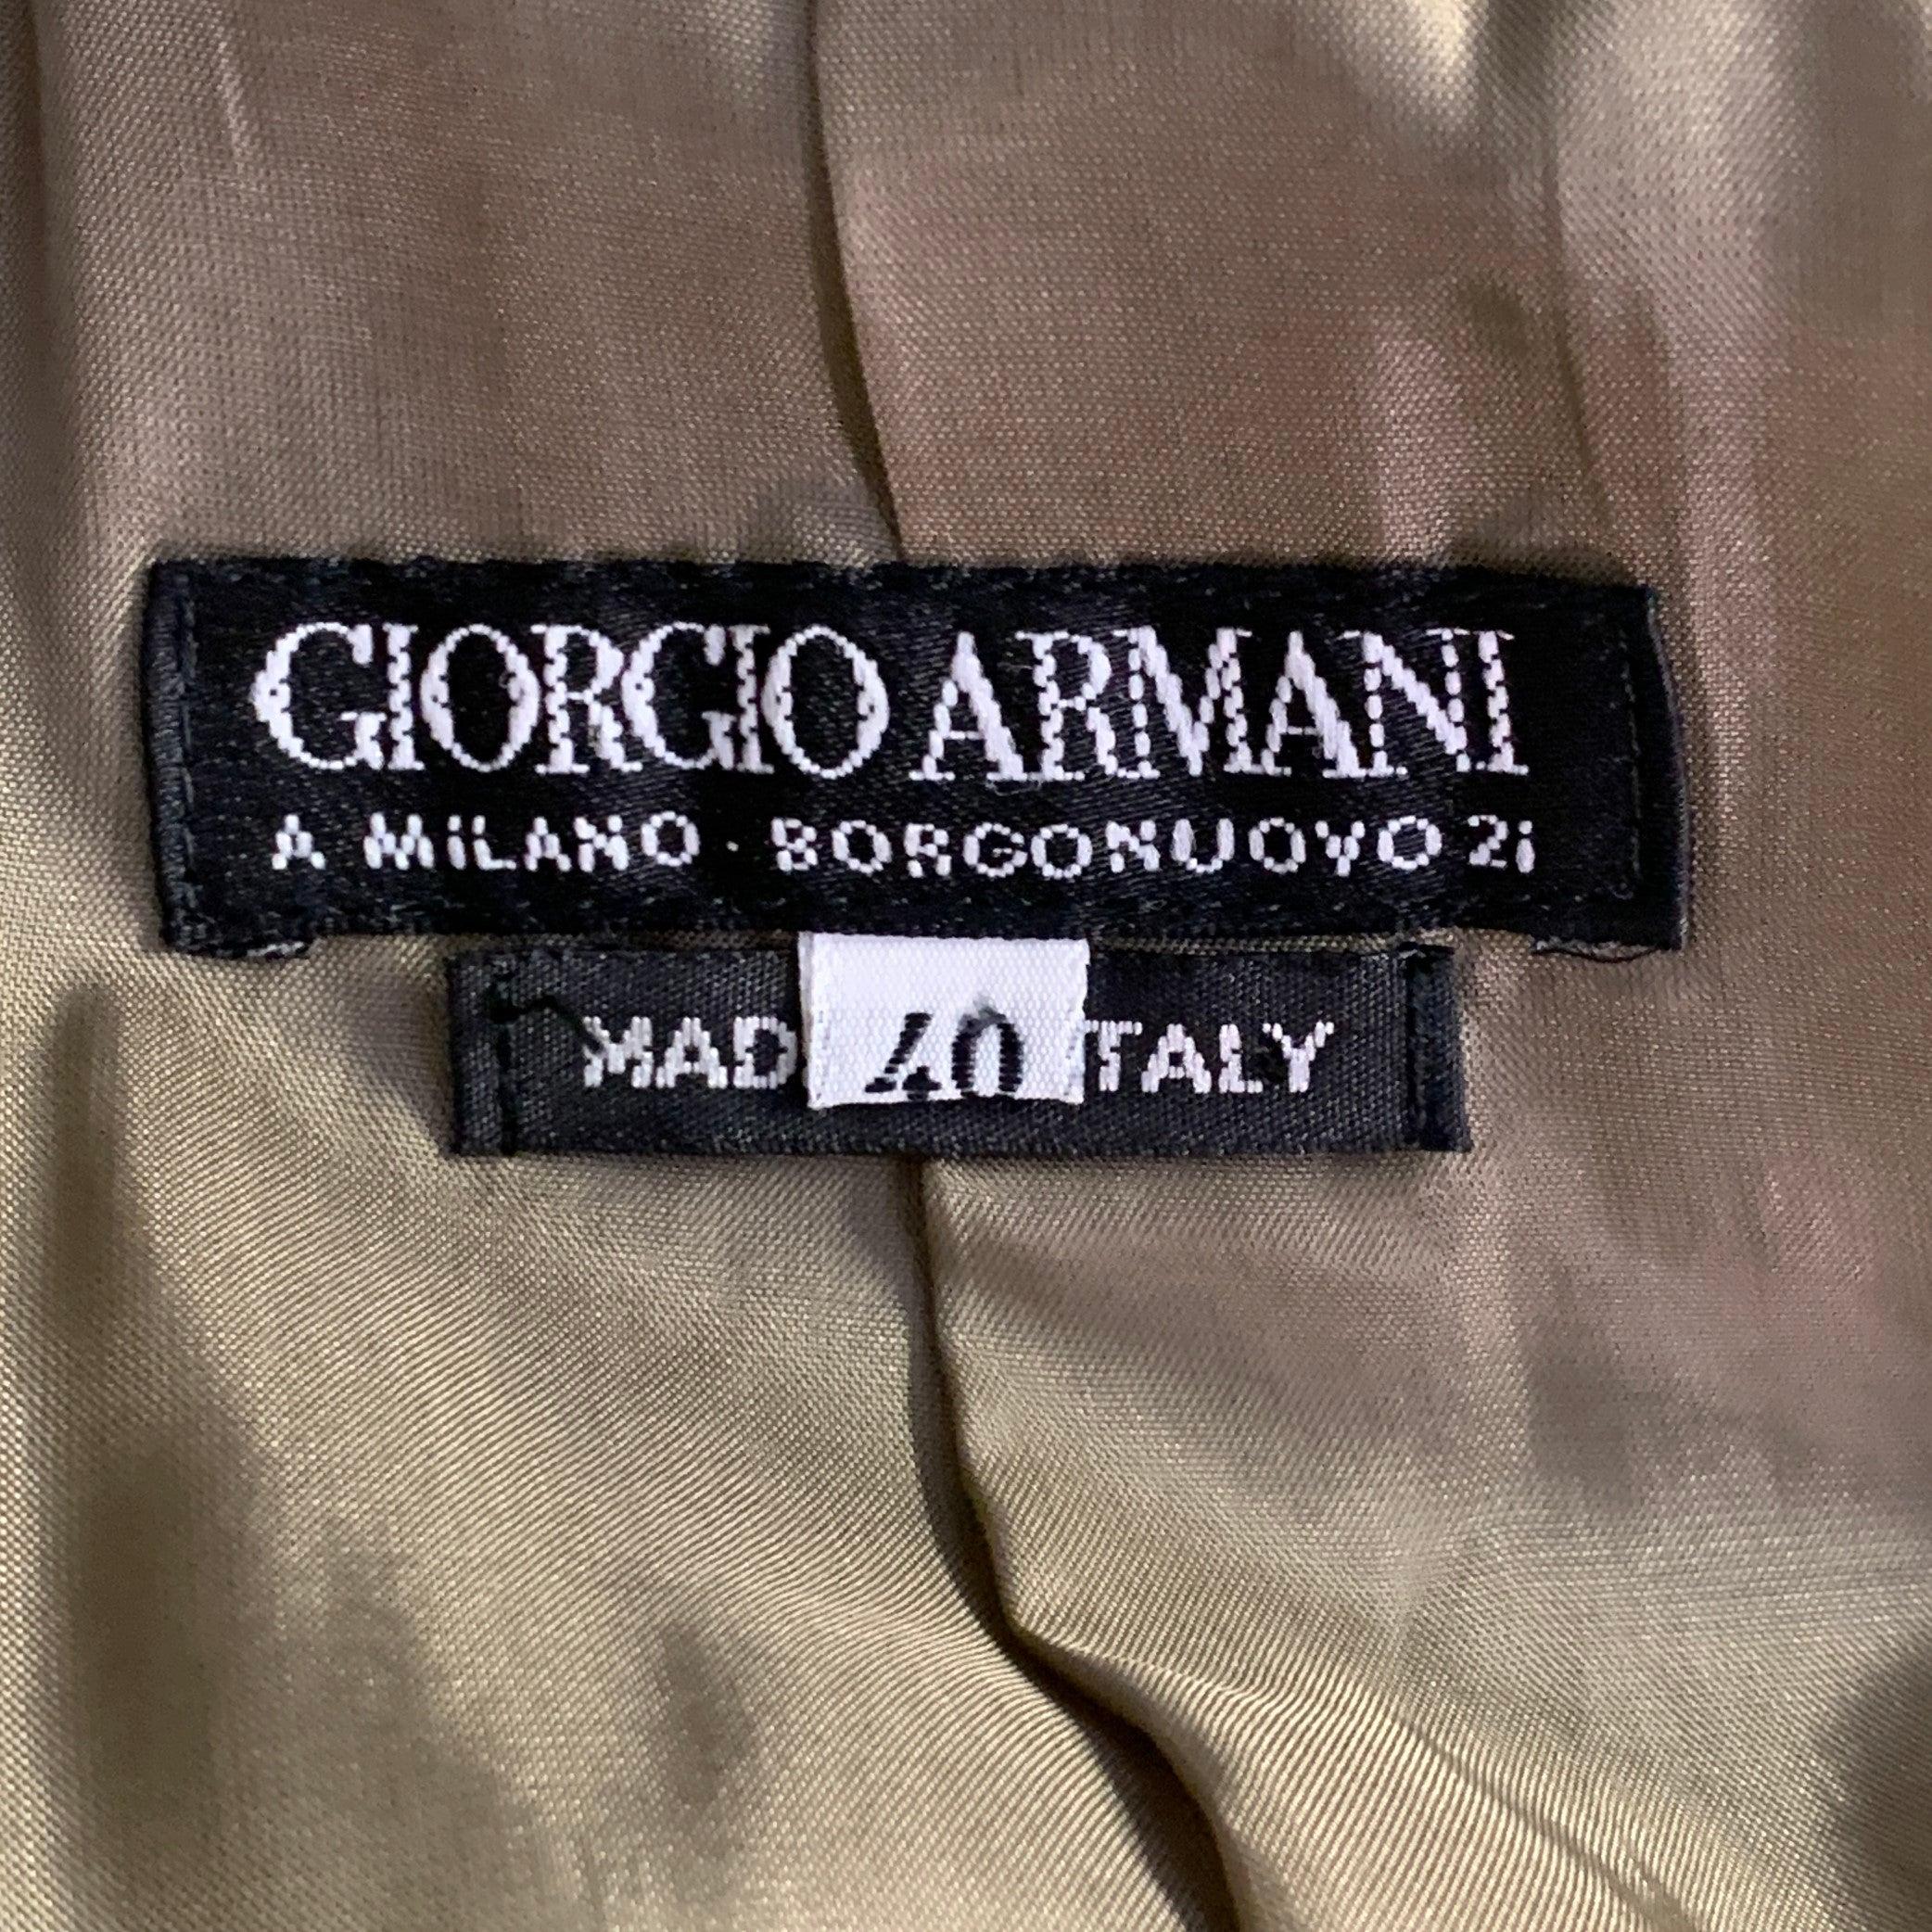 GIORGIO ARMANI
A MILANO · BORGONUOVO 21
MAD 40 TALY